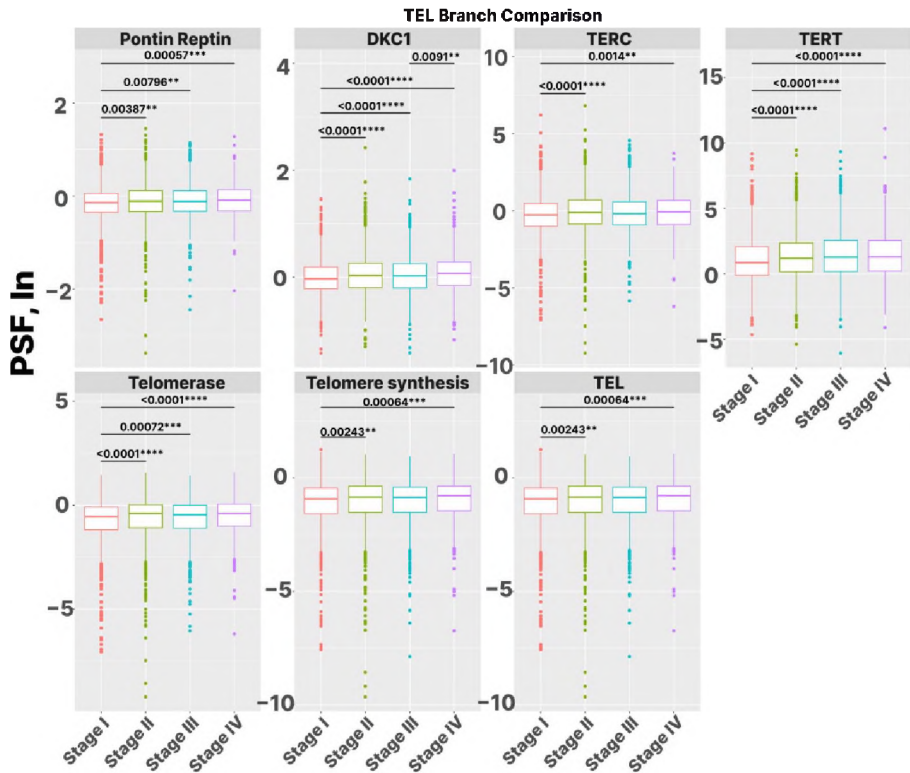 TEL Branch Comparison
PSF, ln
Pontin Reptin
0.00057***
0.00796**
0.00387**
2
0
−2
DKC1
0.0091**
<0.0001****
<0.0001****
<0.0001****
4
2
0
TERC
0.0014**
<0.0001****
10
5
0
−5
−10
TERT
<0.0001****
<0.0001****
<0.0001****
15
10
5
0
−5
Stage I
Stage II
Stage III
Stage IV
Telomerase
<0.0001****
0.00072***
<0.0001****
5
0
−5
Stage I
Stage II
Stage III
Stage IV
Telomere synthesis
0.00064***
0.00243**
0
−5
−10
Stage I
Stage II
Stage III
Stage IV
TEL
0.00064***
0.00243**
0
−5
−10
Stage I
Stage II
Stage III
Stage IV